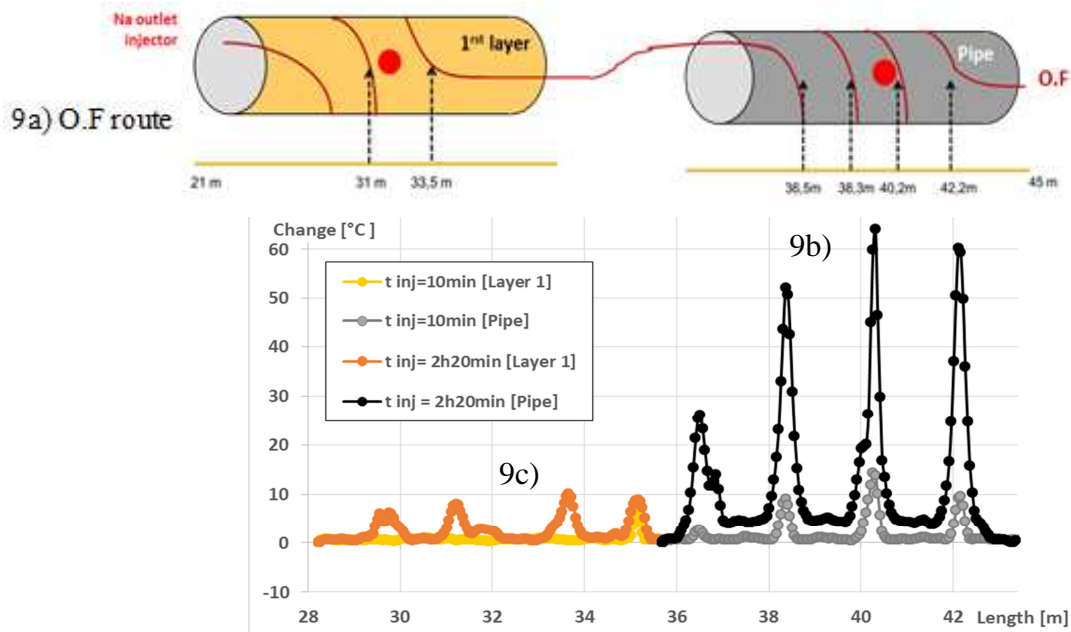 Na outlet
injector
1ⁿᵗ layer
Pipe
O.F
9a) O.F route
21 m
31 m
33,5 m
38,5m
38,3m
40,2m
42,2m
45 m
Change [°C ]
9b)
60
50
40
30
20
10
0
-10
t inj=10min [Layer 1]
t inj=10min [Pipe]
t inj= 2h20min [Layer 1]
t inj = 2h20min [Pipe]
9c)
28
30
32
34
36
38
40
42
Length [m]